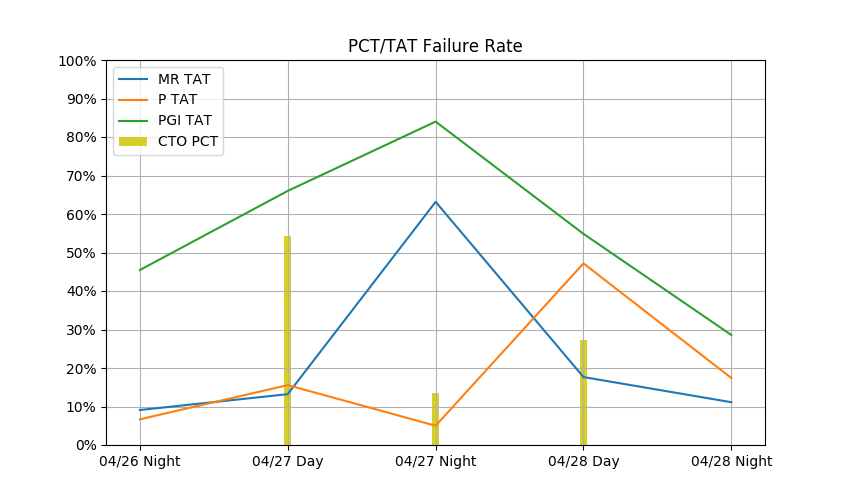 PCT/TAT Failure Rate
100%
90%
80%
70%
60%
50%
40%
30%
20%
10%
0%
MR TAT
P TAT
PGI TAT
CTO PCT
04/26 Night
04/27 Day
04/27 Night
04/28 Day
04/28 Night